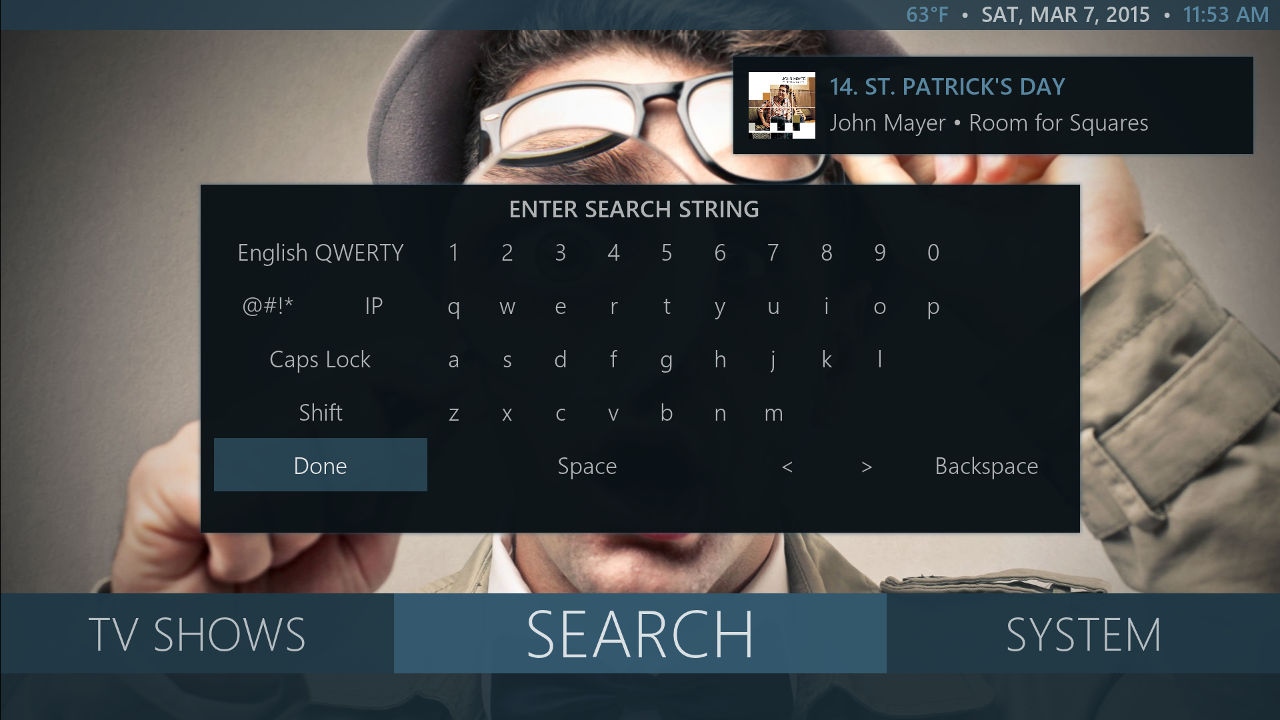 63°F • SAT, MAR 7, 2015 • 11:53 AM
14. ST. PATRICK'S DAY
John Mayer • Room for Squares
ENTER SEARCH STRING
English QWERTY 1 2 3 4 5 6 7 8 9 0
@#!* IP q w e r t y u i o p
Caps Lock a s d f g h j k l
Shift z x c v b n m
Done Space < > Backspace
TV SHOWS SEARCH SYSTEM